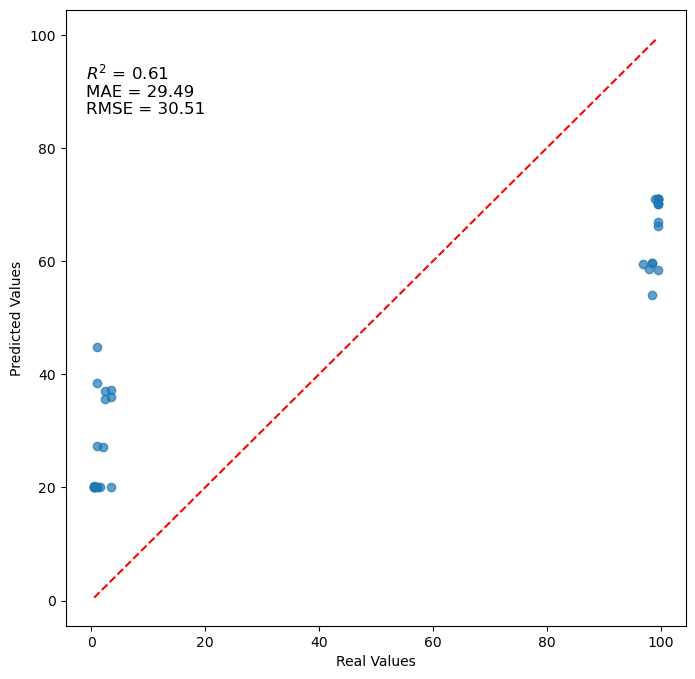 100
80
60
40
20
0
R² = 0.61
MAE = 29.49
RMSE = 30.51
Predicted Values
0 20 40 60 80 100
Real Values